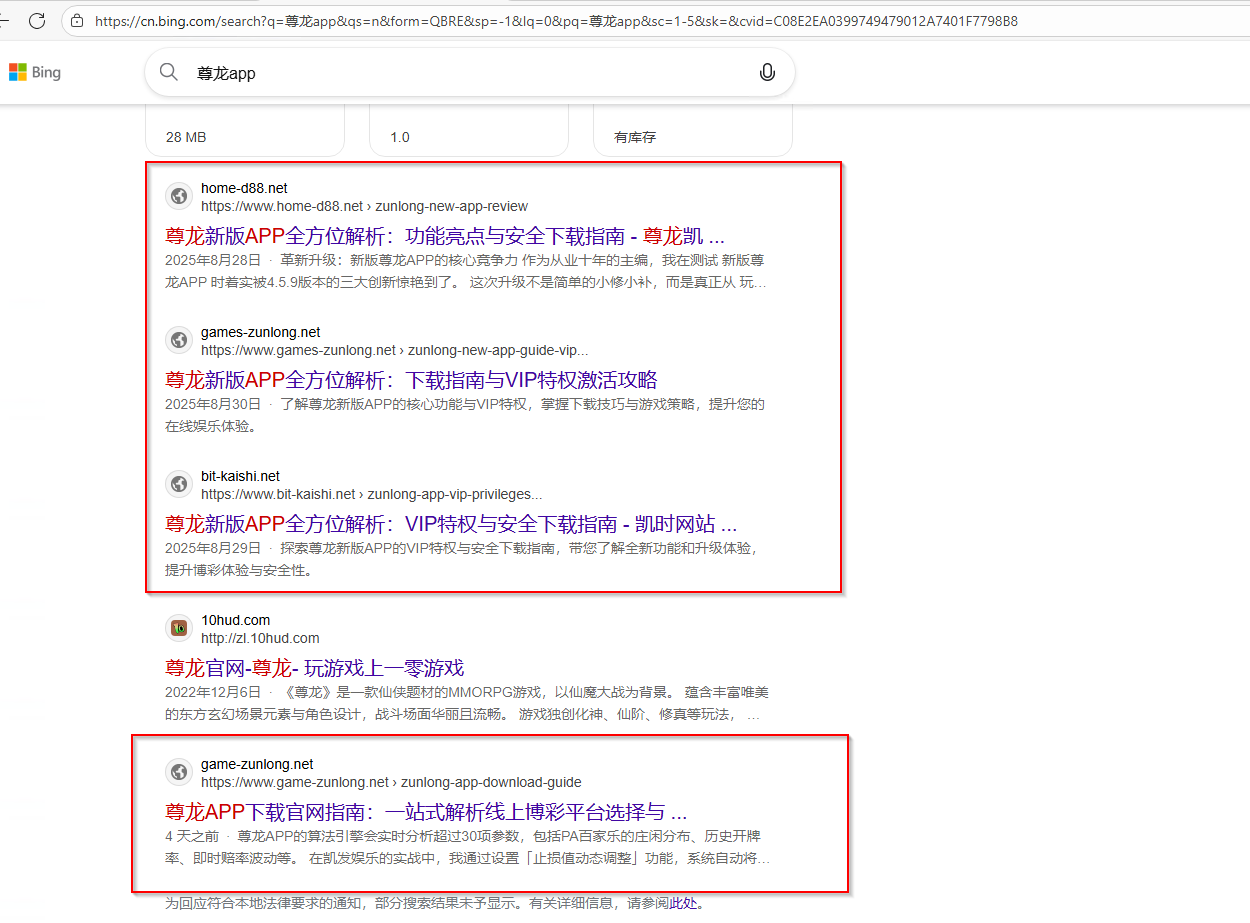 https://cn.bing.com/search?q=尊龙app&qs=n&form=QBRE&sp=-1&lq=0&pq=尊龙app&sc=1-5&sk=&cvid=C08E2EA0399749479012A7401F7798B8
Bing
尊龙app
28 MB
1.0
有库存
home-d88.net
https://www.home-d88.net › zunlong-new-app-review
尊龙新版APP全方位解析：功能亮点与安全下载指南 - 尊龙凯 ...
2025年8月28日 · 革新升级：新版尊龙APP的核心竞争力 作为从业十年的主编，我在测试 新版尊
龙APP 时着实被4.5.9版本的三大创新惊艳到了。 这次升级不是简单的小修小补，而是真正从 玩…
games-zunlong.net
https://www.games-zunlong.net › zunlong-new-app-guide-vip...
尊龙新版APP全方位解析：下载指南与VIP特权激活攻略
2025年8月30日 · 了解尊龙新版APP的核心功能与VIP特权，掌握下载技巧与游戏策略，提升您的
在线娱乐体验。
bit-kaishi.net
https://www.bit-kaishi.net › zunlong-app-vip-privileges...
尊龙新版APP全方位解析：VIP特权与安全下载指南 - 凯时网站 ...
2025年8月29日 · 探索尊龙新版APP的VIP特权与安全下载指南，带您了解全新功能和升级体验，
提升博彩体验与安全性。
10hud.com
http://zl.10hud.com
尊龙官网-尊龙- 玩游戏上一零游戏
2022年12月6日 · 《尊龙》是一款仙侠题材的MMORPG游戏，以仙魔大战为背景。 蕴含丰富唯美
的东方玄幻场景元素与角色设计，战斗场面华丽且流畅。 游戏独创化神、仙阶、修真等玩法， …
game-zunlong.net
https://www.game-zunlong.net › zunlong-app-download-guide
尊龙APP下载官网指南：一站式解析线上博彩平台选择与 ...
4 天之前 · 尊龙APP的算法引擎会实时分析超过30项参数，包括PA百家乐的庄闲分布、历史开牌
率、即时赔率波动等。 在凯发娱乐的实战中，我通过设置「止损值动态调整」功能，系统自动将…
为回应符合本地法律要求的通知，部分搜索结果未予显示。有关详细信息，请参阅此处。